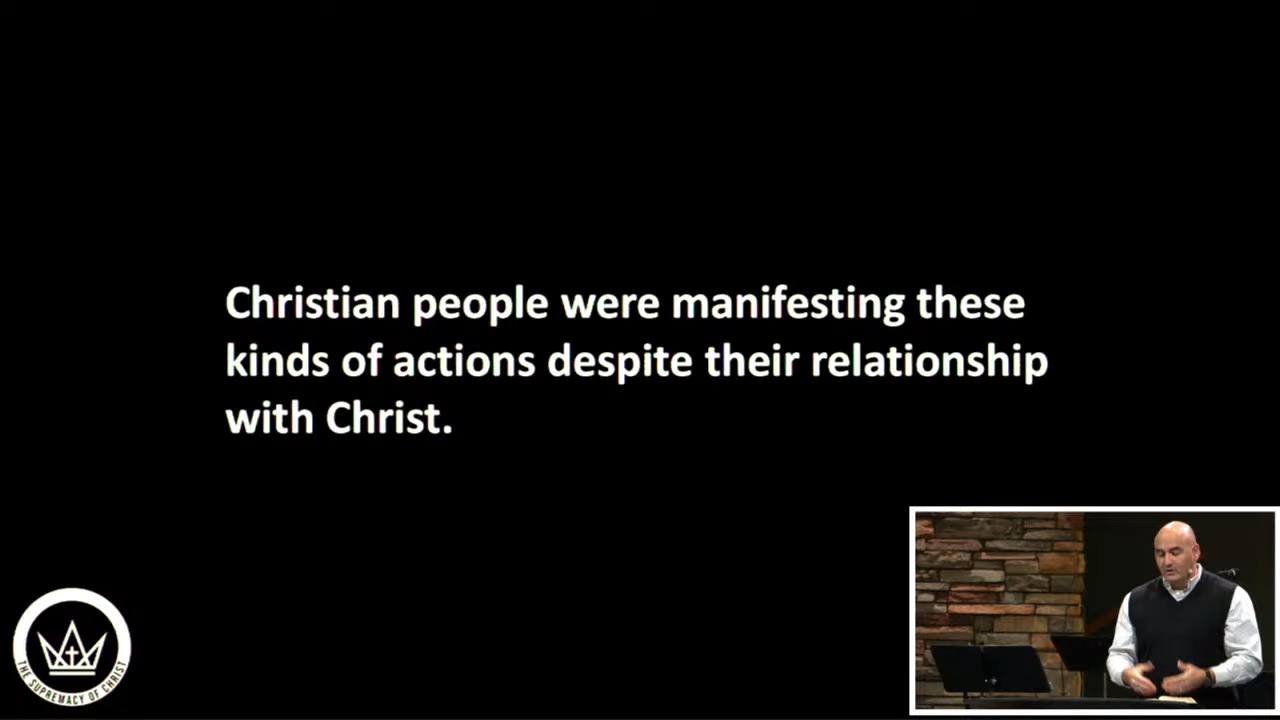 Christian people were manifesting these
kinds of actions despite their relationship
with Christ.
THE SUPREMACY OF CHRIST